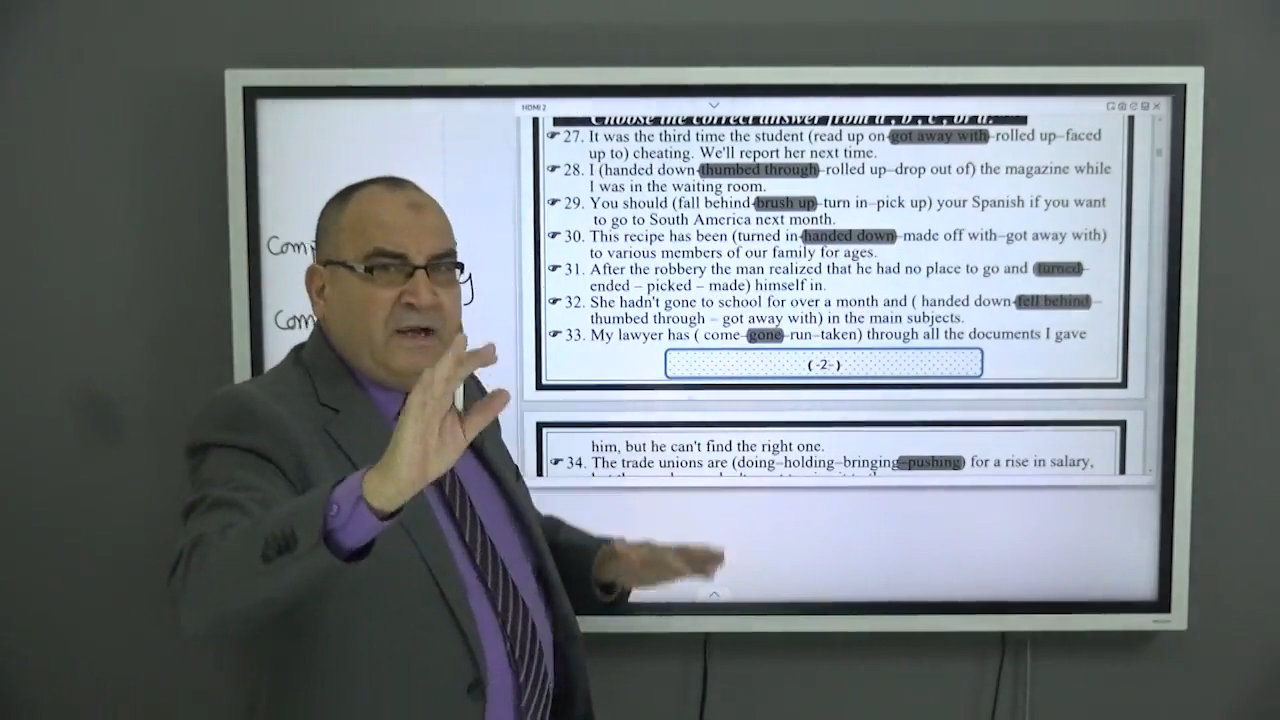 HDMI 2
Choose the correct answer from a , b , c , or d.
27. It was the third time the student (read up on–got away with–rolled up–faced
up to) cheating. We'll report her next time.
28. I (handed down–thumbed through–rolled up–drop out of) the magazine while
I was in the waiting room.
29. You should (fall behind–brush up–turn in–pick up) your Spanish if you want
to go to South America next month.
30. This recipe has been (turned in–handed down–made off with–got away with)
to various members of our family for ages.
31. After the robbery the man realized that he had no place to go and (turned–
ended – picked – made) himself in.
32. She hadn't gone to school for over a month and ( handed down–fell behind–
thumbed through – got away with) in the main subjects.
33. My lawyer has ( come–gone–run–taken) through all the documents I gave
(-2-)
him, but he can't find the right one.
34. The trade unions are (doing–holding–bringing–pushing) for a rise in salary,
Com
Com